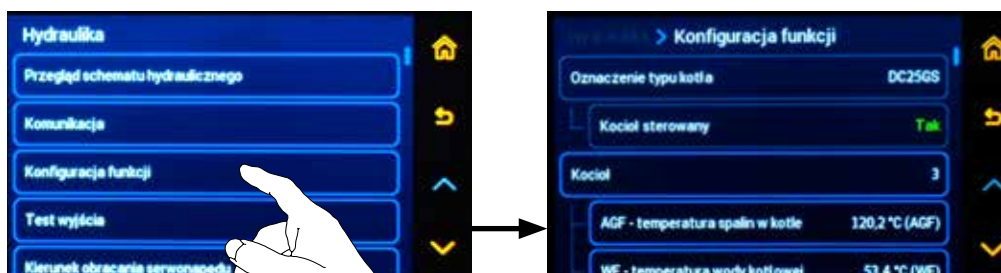 Hydraulika
Przegląd schematu hydraulicznego
Komunikacja
Konfiguracja funkcji
Test wyjścia
Kierunek obracania serwonapędu
> Konfiguracja funkcji
Oznaczenie typu kotła DC25GS
Kocioł sterowany Tak
Kocioł 3
AGF - temperatura spalin w kotle 120,2 °C (AGF)
WF - temperatura wody kotłowej 53,4 °C (WF)